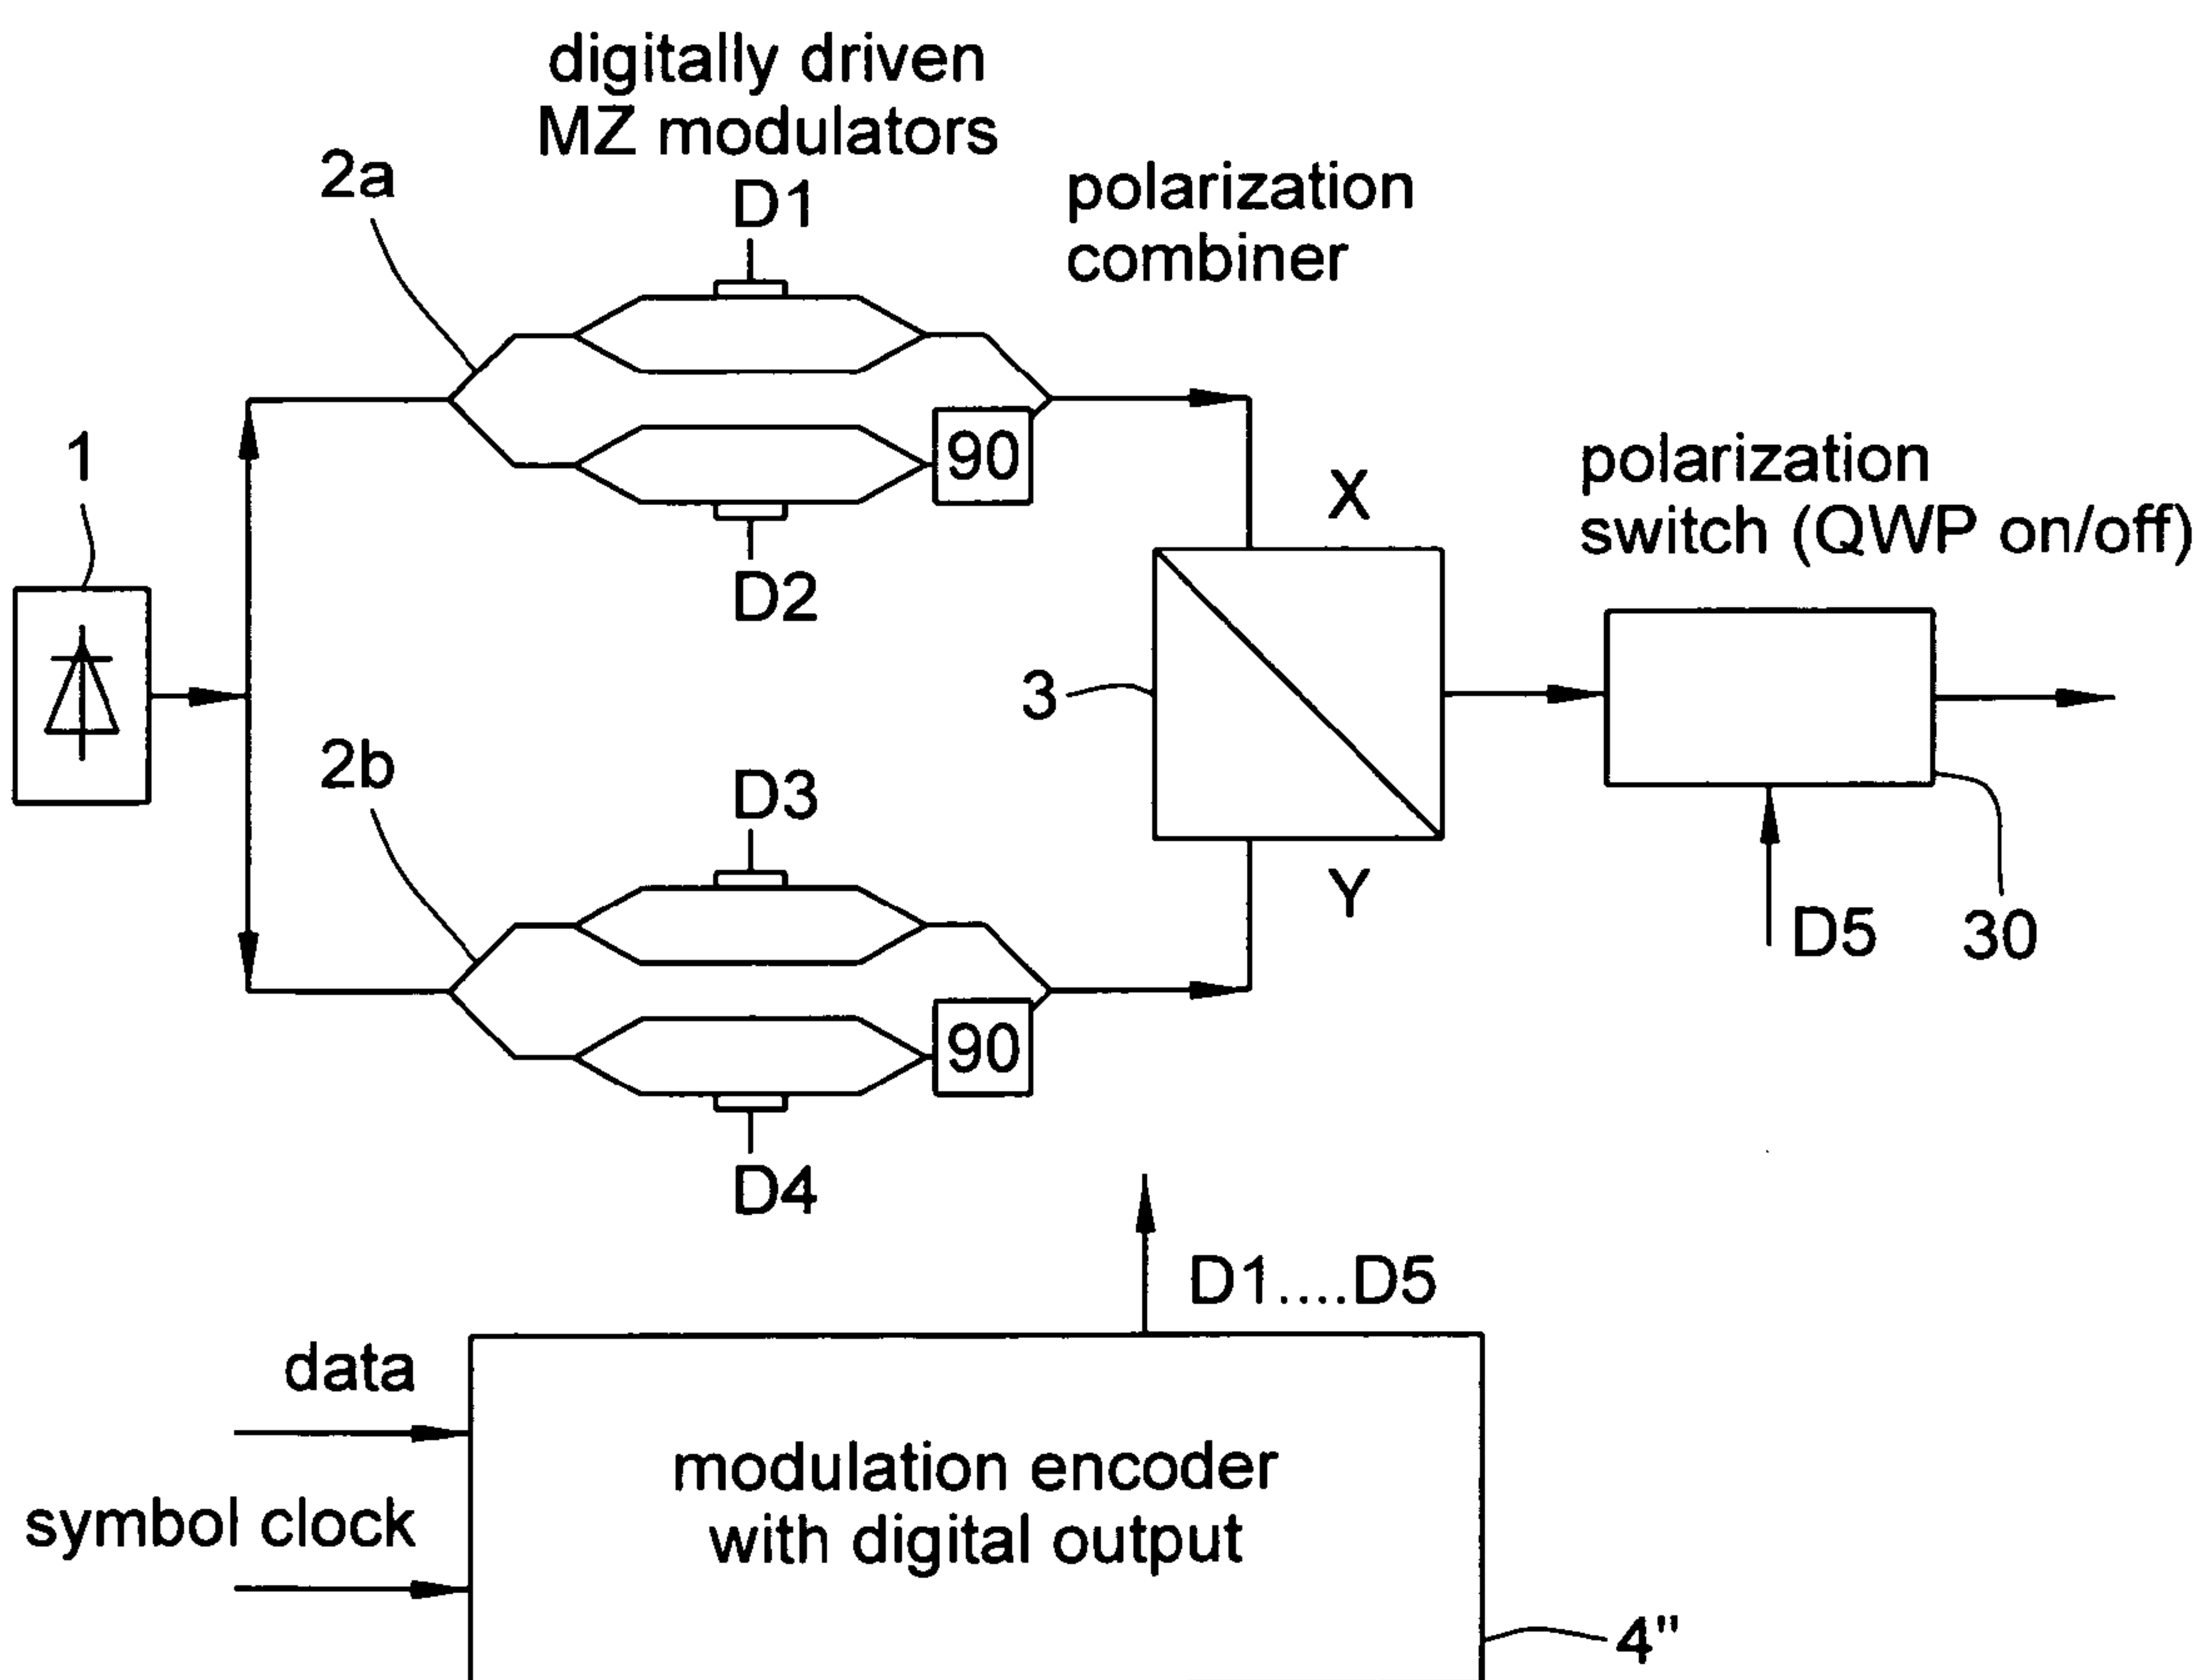 digitally driven
MZ modulators
2a
D1
polarization
combiner
1
90
D2
X
polarization
switch (QWP on/off)
3
2b
D3
Y
D5
30
90
D4
D1....D5
data
modulation encoder
with digital output
symbol clock
4"